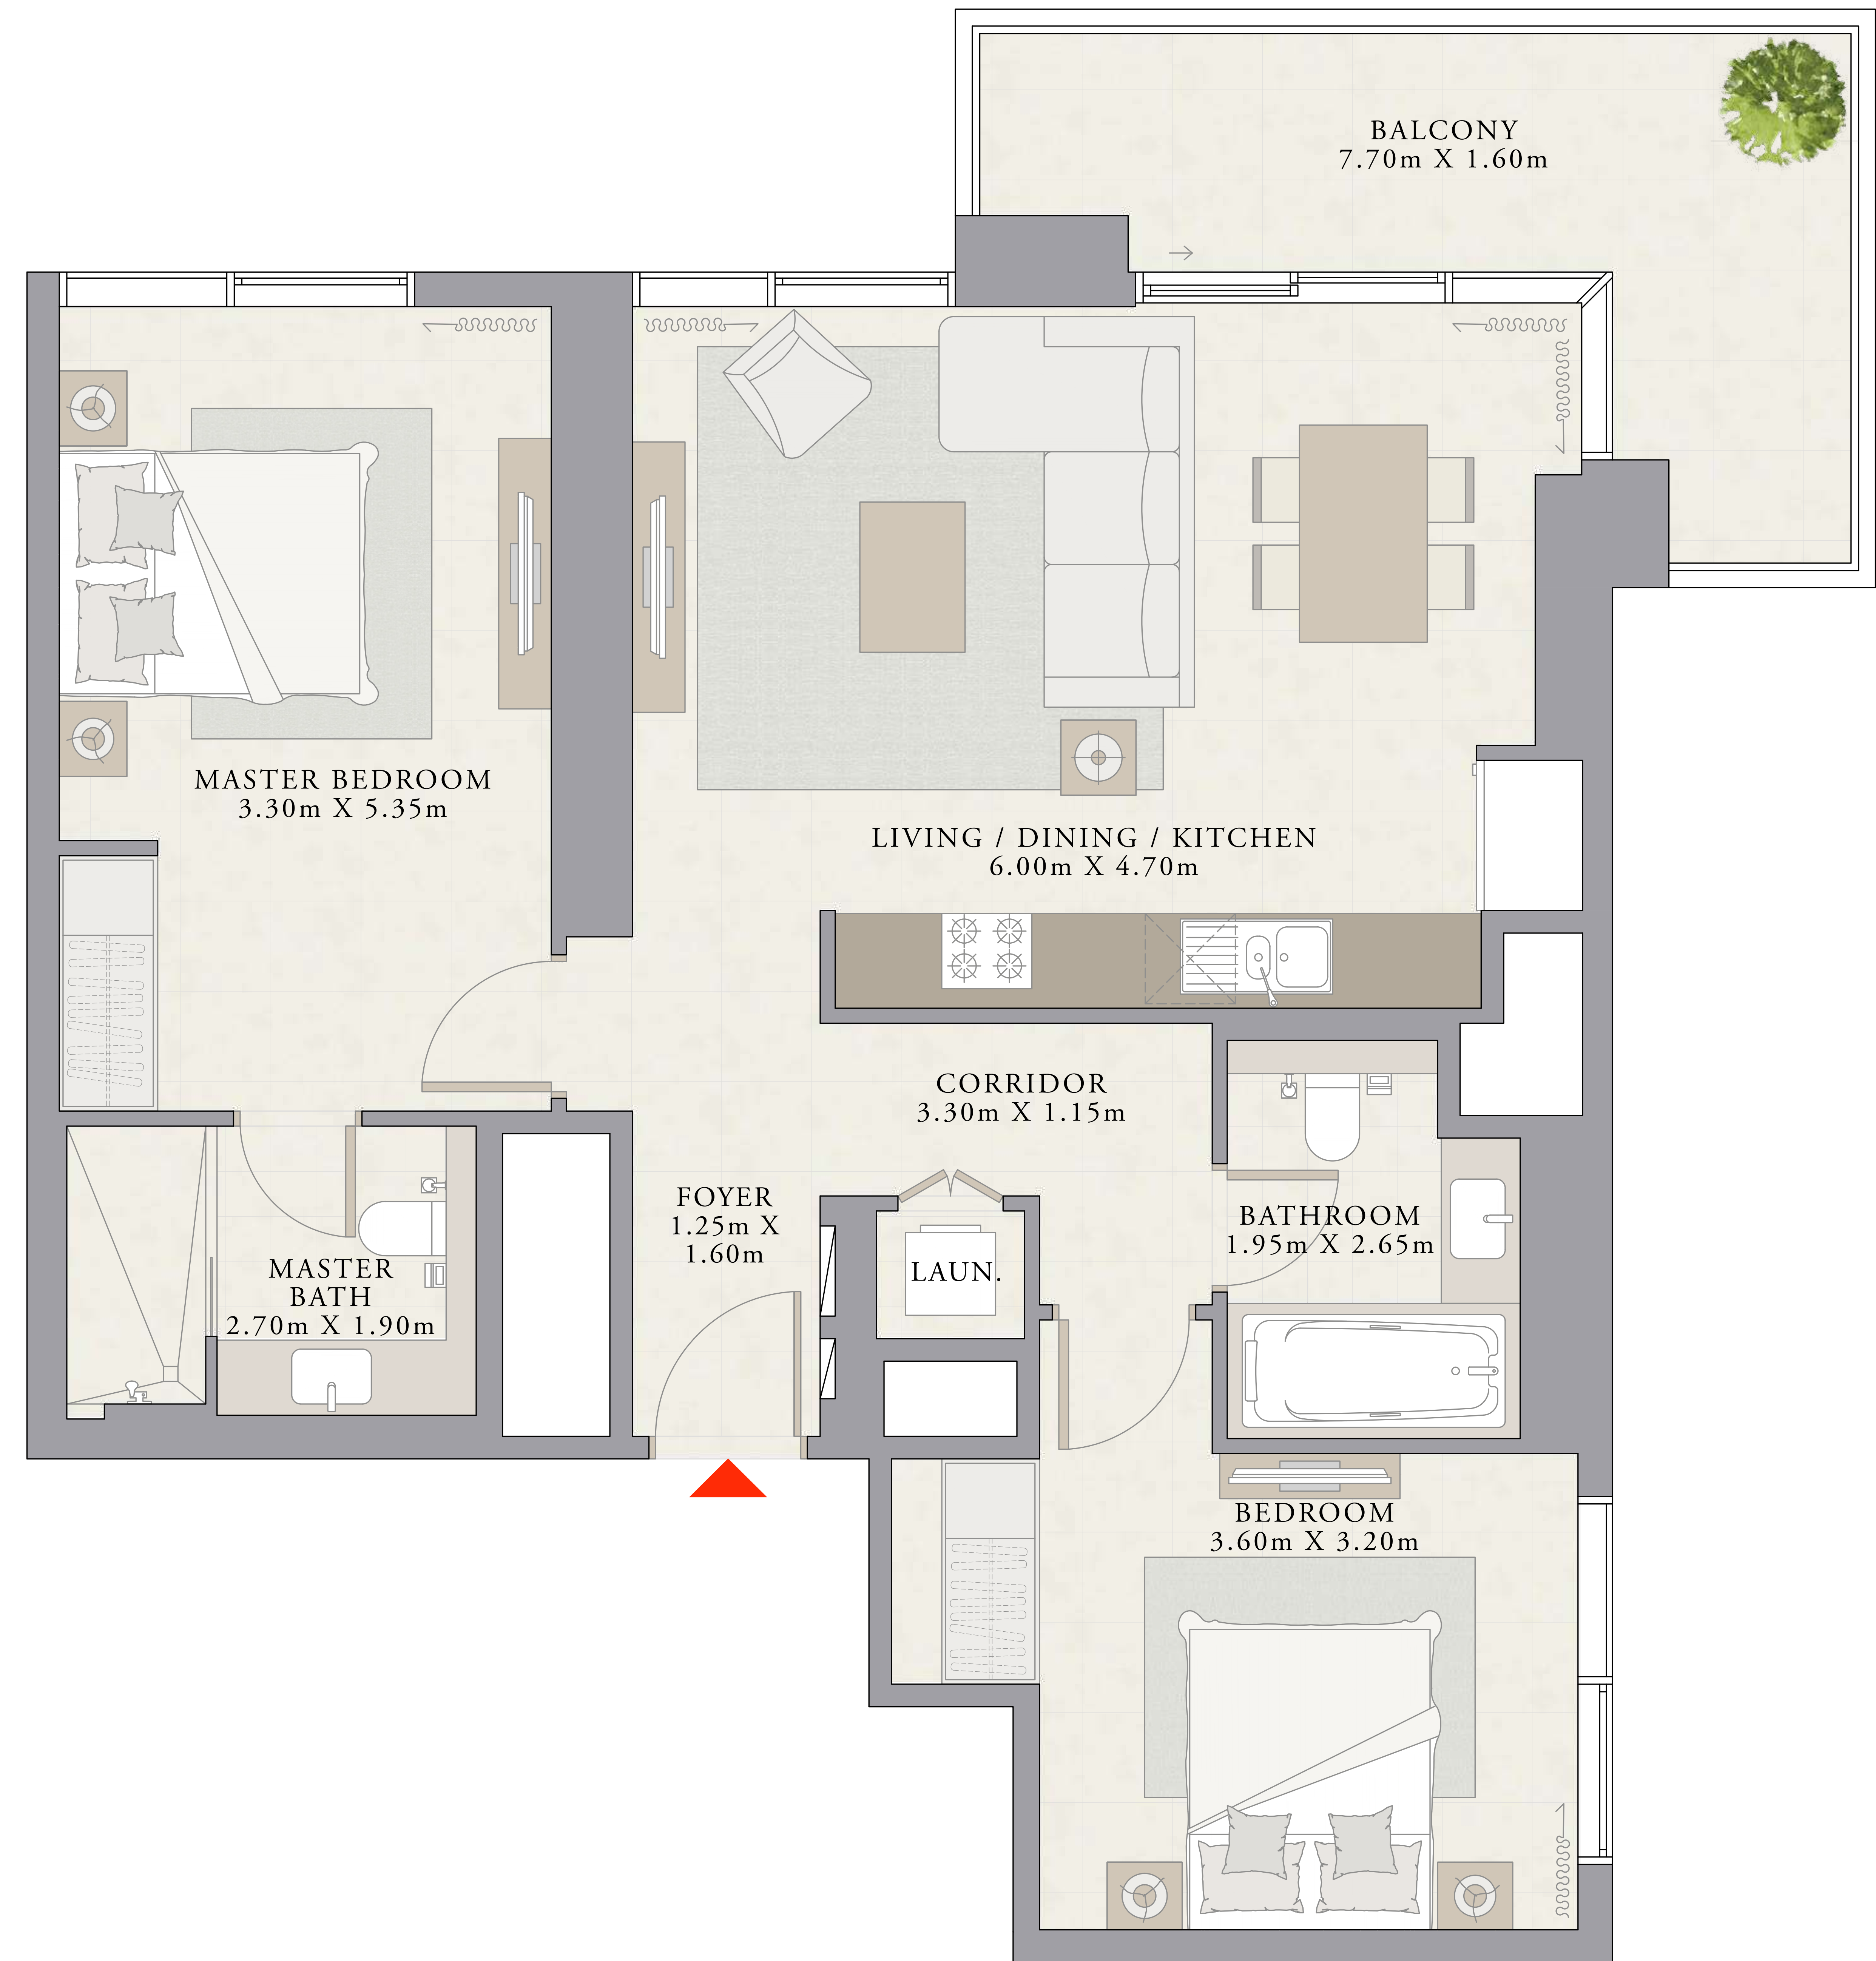 BALCONY
7.70m X 1.60m
MASTER BEDROOM
3.30m X 5.35m
LIVING / DINING / KITCHEN
6.00m X 4.70m
CORRIDOR
3.30m X 1.15m
FOYER
1.25m X
1.60m
BATHROOM
1.95m X 2.65m
MASTER
BATH
2.70m X 1.90m
LAUN.
BEDROOM
3.60m X 3.20m